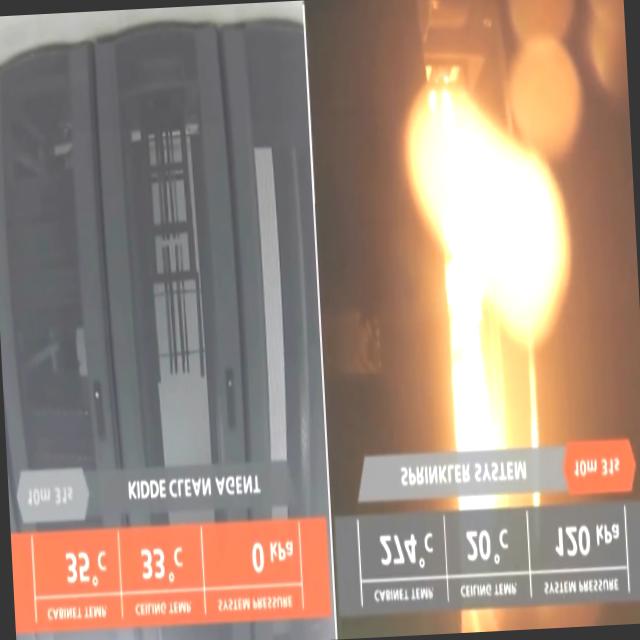 10m 31s
KIDDE CLEAN AGENT
35°C
33°C
0 kPa
CABINET TEMP
CEILING TEMP
SYSTEM PRESSURE
SPRINKLER SYSTEM
10m 31s
274°C
20°C
120 kPa
CABINET TEMP
CEILING TEMP
SYSTEM PRESSURE